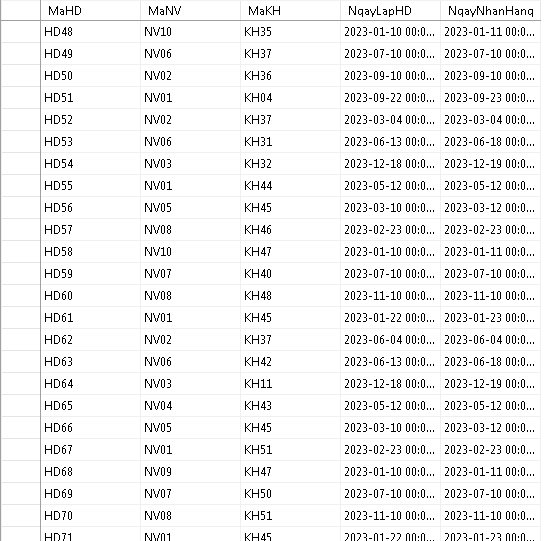 MaHD MaNV MaKH NgayLapHD NgayNhanHang
HD48 NV10 KH35 2023-01-10 00:0... 2023-01-11 00:0...
HD49 NV06 KH37 2023-07-10 00:0... 2023-07-10 00:0...
HD50 NV02 KH36 2023-09-10 00:0... 2023-09-10 00:0...
HD51 NV01 KH04 2023-09-22 00:0... 2023-09-23 00:0...
HD52 NV02 KH37 2023-03-04 00:0... 2023-03-04 00:0...
HD53 NV06 KH31 2023-06-13 00:0... 2023-06-18 00:0...
HD54 NV03 KH32 2023-12-18 00:0... 2023-12-19 00:0...
HD55 NV01 KH44 2023-05-12 00:0... 2023-05-12 00:0...
HD56 NV05 KH45 2023-03-10 00:0... 2023-03-12 00:0...
HD57 NV08 KH46 2023-02-23 00:0... 2023-02-23 00:0...
HD58 NV10 KH47 2023-01-10 00:0... 2023-01-11 00:0...
HD59 NV07 KH40 2023-07-10 00:0... 2023-07-10 00:0...
HD60 NV08 KH48 2023-11-10 00:0... 2023-11-10 00:0...
HD61 NV01 KH45 2023-01-22 00:0... 2023-01-23 00:0...
HD62 NV02 KH37 2023-06-04 00:0... 2023-06-04 00:0...
HD63 NV06 KH42 2023-06-13 00:0... 2023-06-18 00:0...
HD64 NV03 KH11 2023-12-18 00:0... 2023-12-19 00:0...
HD65 NV04 KH43 2023-05-12 00:0... 2023-05-12 00:0...
HD66 NV05 KH45 2023-03-10 00:0... 2023-03-12 00:0...
HD67 NV01 KH51 2023-02-23 00:0... 2023-02-23 00:0...
HD68 NV09 KH47 2023-01-10 00:0... 2023-01-11 00:0...
HD69 NV07 KH50 2023-07-10 00:0... 2023-07-10 00:0...
HD70 NV08 KH51 2023-11-10 00:0... 2023-11-10 00:0...
HD71 NV01 KH45 2023-01-22 00:0... 2023-01-23 00:0...